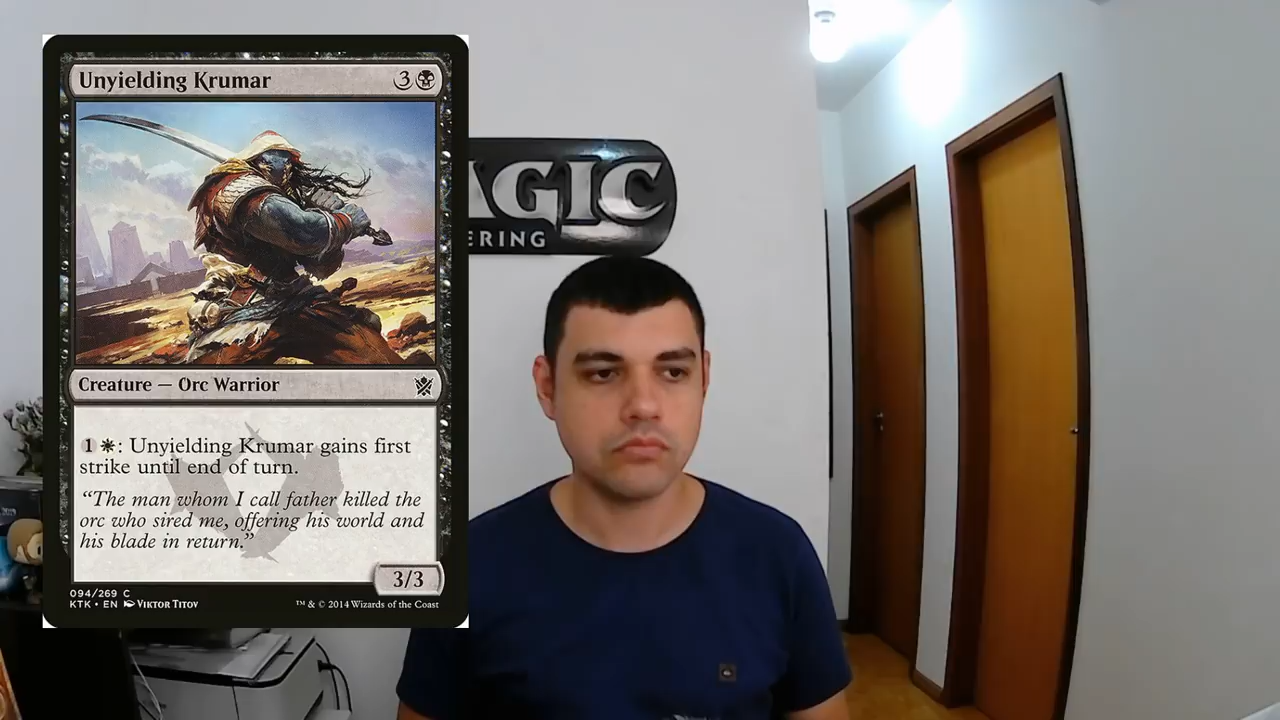 Unyielding Krumar 3
AGIC
ERING
Creature — Orc Warrior
1: Unyielding Krumar gains first
strike until end of turn.
“The man whom I call father killed the
orc who sired me, offering his world and
his blade in return.”
3/3
094/269 C
KTK • EN Viktor Titov
™ & © 2014 Wizards of the Coast